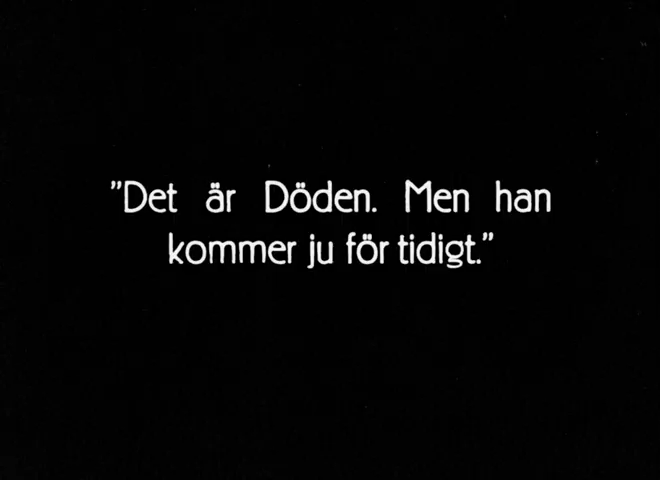 ”Det är Döden. Men han
kommer ju för tidigt.”